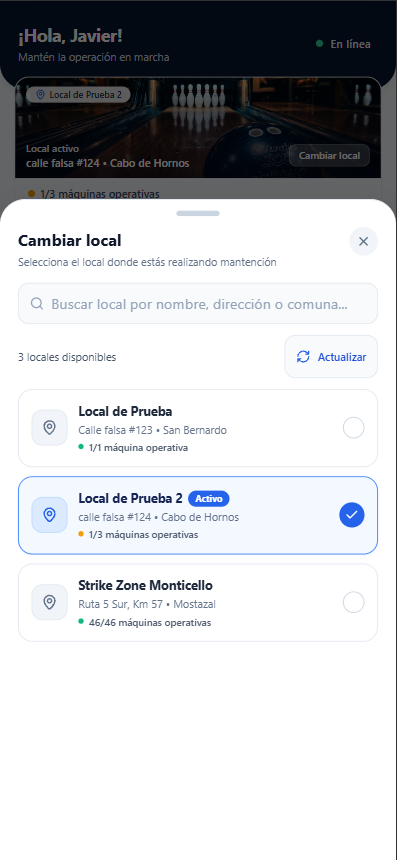 ¡Hola, Javier!
Mantén la operación en marcha
En línea
Local de Prueba 2
Local activo
calle falsa #124 • Cabo de Hornos
Cambiar local
1/3 máquinas operativas
Cambiar local
Selecciona el local donde estás realizando mantención
Buscar local por nombre, dirección o comuna...
3 locales disponibles
Actualizar
Local de Prueba
Calle falsa #123 • San Bernardo
1/1 máquina operativa
Local de Prueba 2 Activo
calle falsa #124 • Cabo de Hornos
1/3 máquinas operativas
Strike Zone Monticello
Ruta 5 Sur, Km 57 • Mostazal
46/46 máquinas operativas